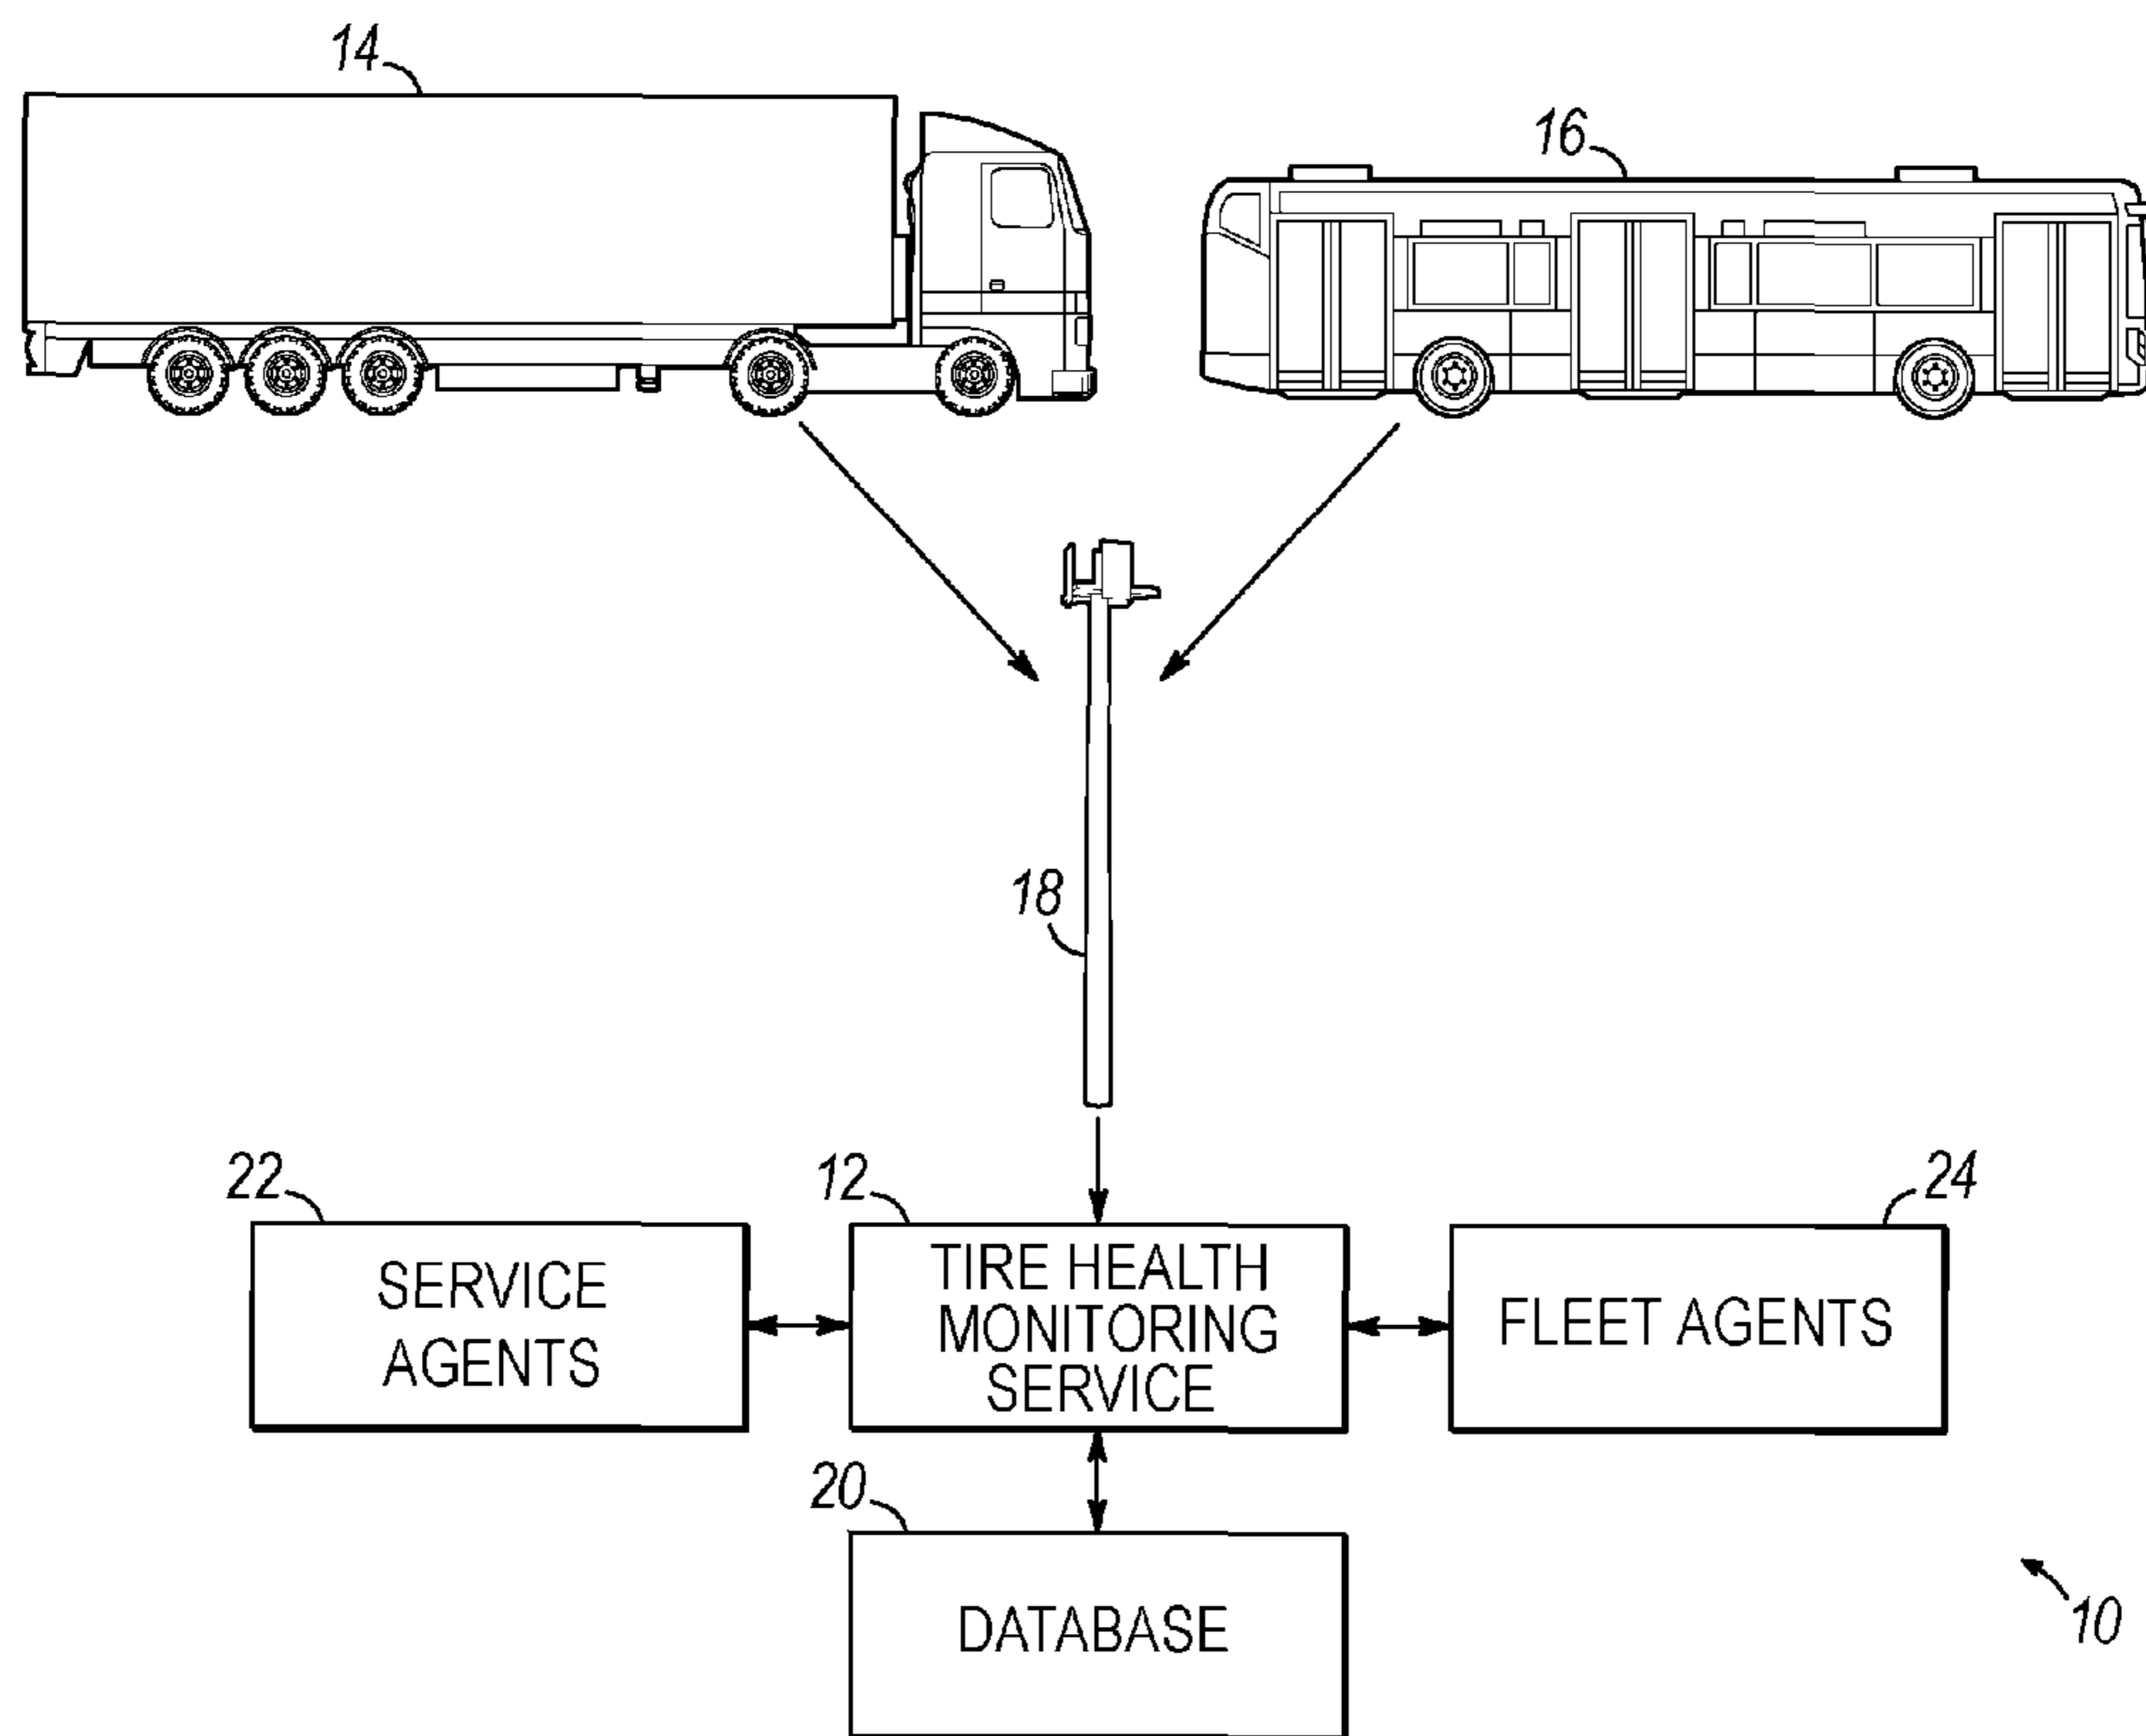 14
16
18
22
12
24
SERVICE
AGENTS
TIRE HEALTH
MONITORING
SERVICE
FLEET AGENTS
20
DATABASE
10